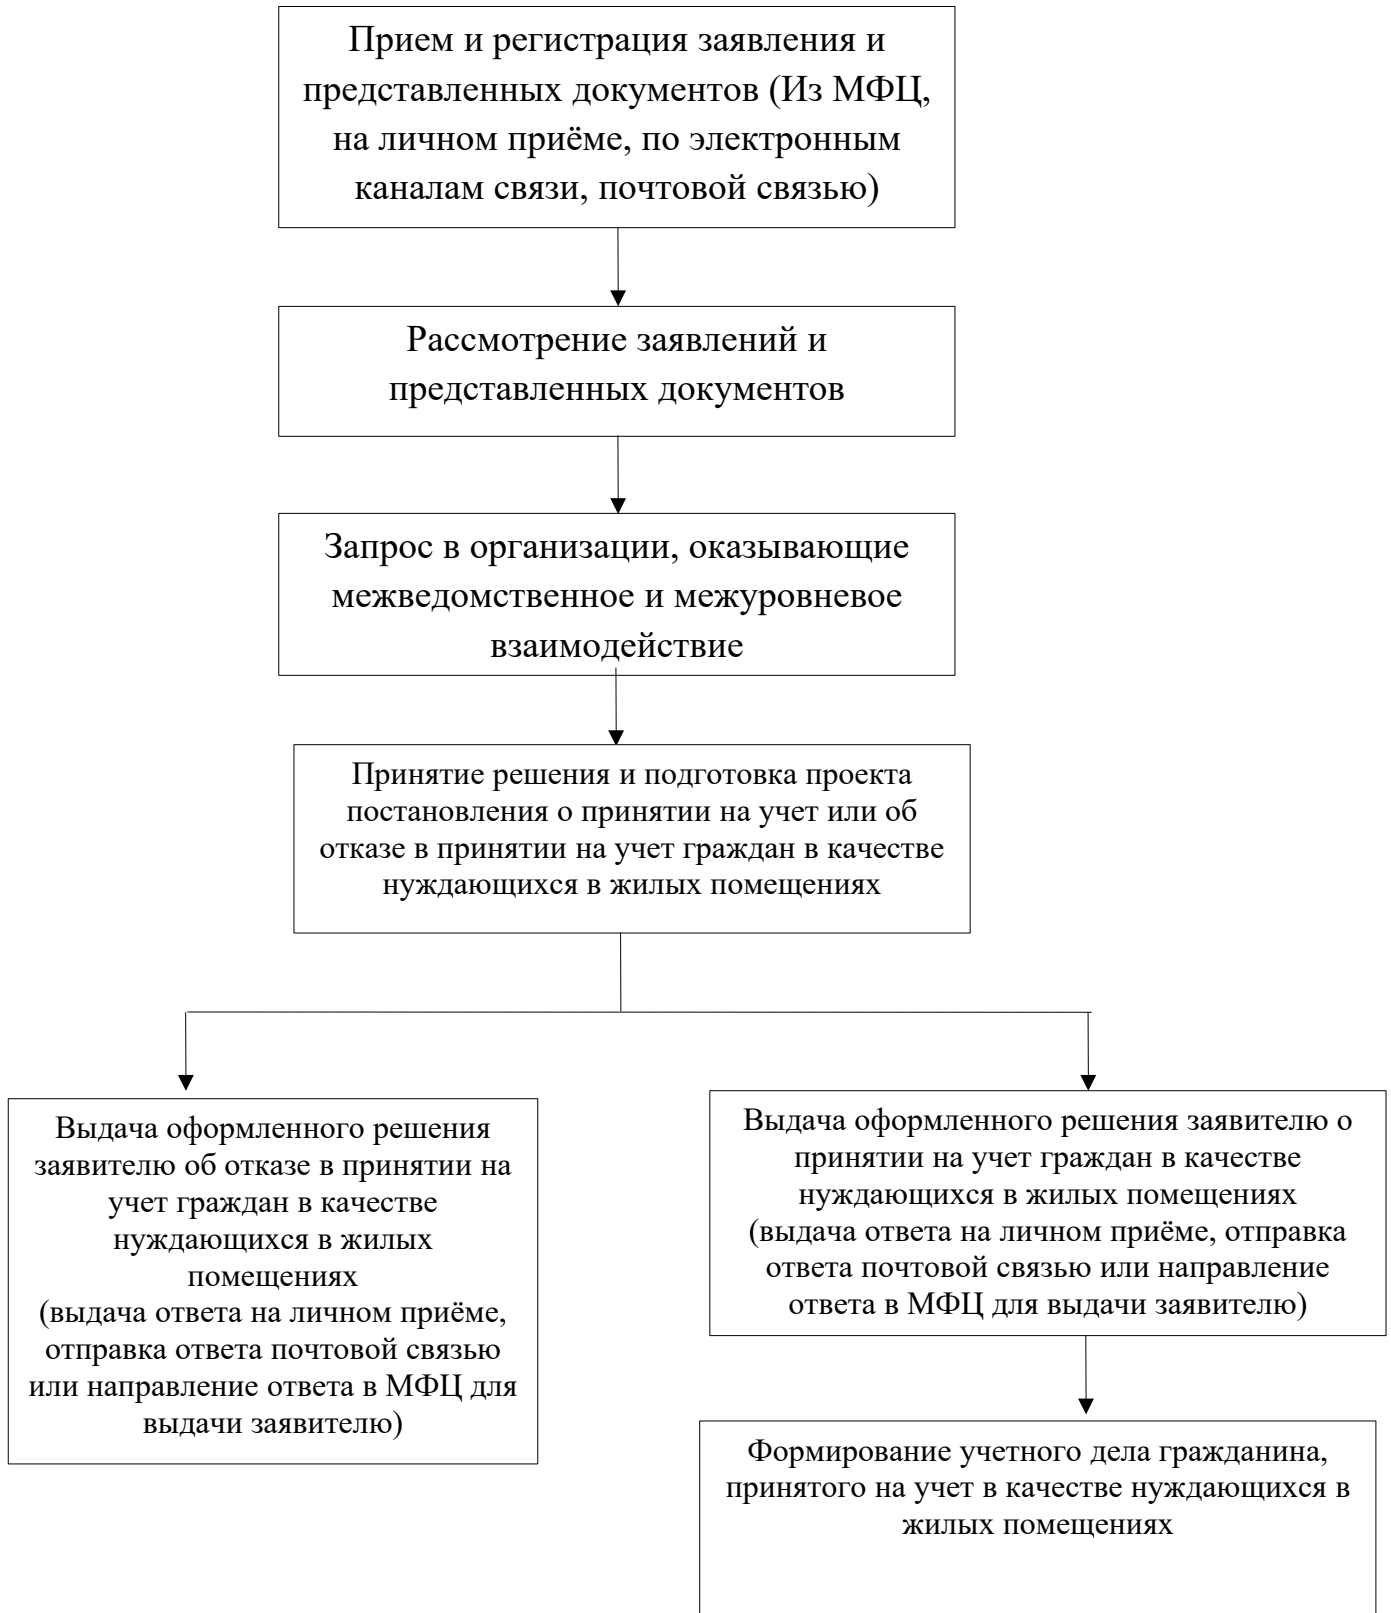 Прием и регистрация заявления и
представленных документов (Из МФЦ,
на личном приёме, по электронным
каналам связи, почтовой связью)
Рассмотрение заявлений и
представленных документов
Запрос в организации, оказывающие
межведомственное и межуровневое
взаимодействие
Принятие решения и подготовка проекта
постановления о принятии на учет или об
отказе в принятии на учет граждан в качестве
нуждающихся в жилых помещениях
Выдача оформленного решения
заявителю об отказе в принятии на
учет граждан в качестве
нуждающихся в жилых
помещениях
(выдача ответа на личном приёме,
отправка ответа почтовой связью
или направление ответа в МФЦ для
выдачи заявителю)
Выдача оформленного решения заявителю о
принятии на учет граждан в качестве
нуждающихся в жилых помещениях
(выдача ответа на личном приёме, отправка
ответа почтовой связью или направление
ответа в МФЦ для выдачи заявителю)
Формирование учетного дела гражданина,
принятого на учет в качестве нуждающихся в
жилых помещениях